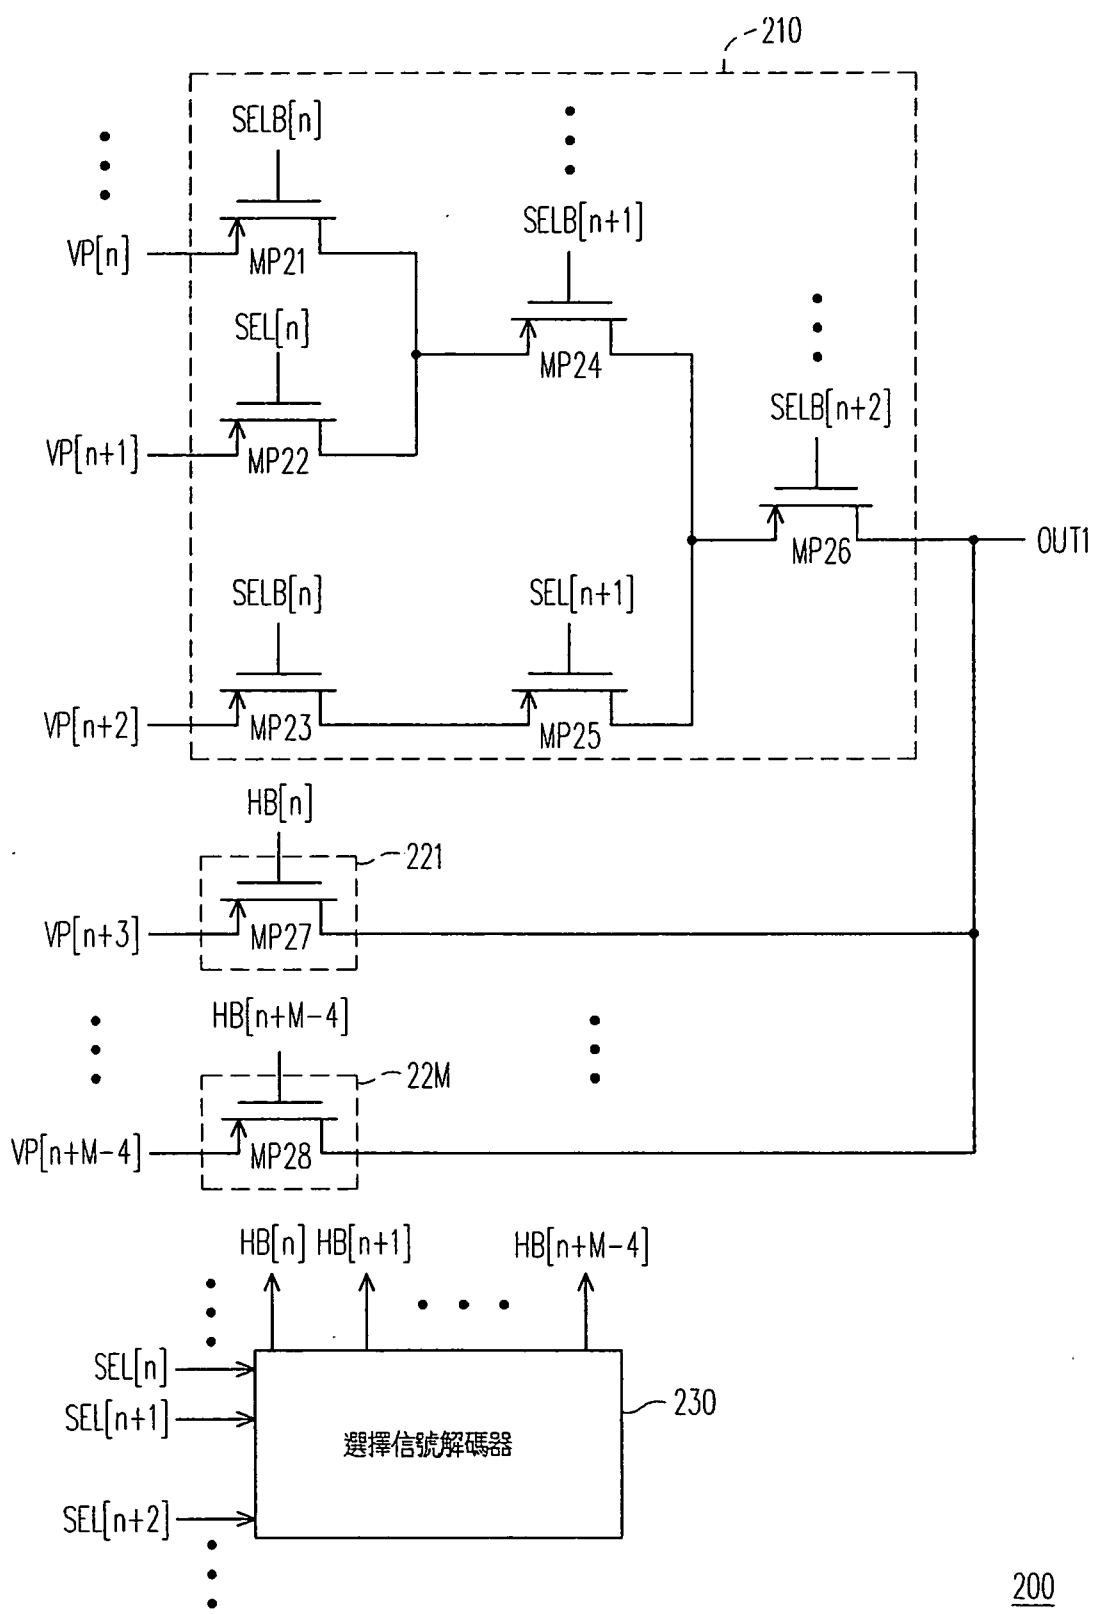 210
SELB[n]
SELB[n+1]
VP[n]
MP21
SEL[n]
MP24
SELB[n+2]
VP[n+1]
MP22
MP26
OUT1
SELB[n]
SEL[n+1]
VP[n+2]
MP23
MP25
HB[n]
221
VP[n+3]
MP27
HB[n+M-4]
22M
VP[n+M-4]
MP28
HB[n] HB[n+1] HB[n+M-4]
SEL[n]
SEL[n+1]
230
選擇信號解碼器
SEL[n+2]
200